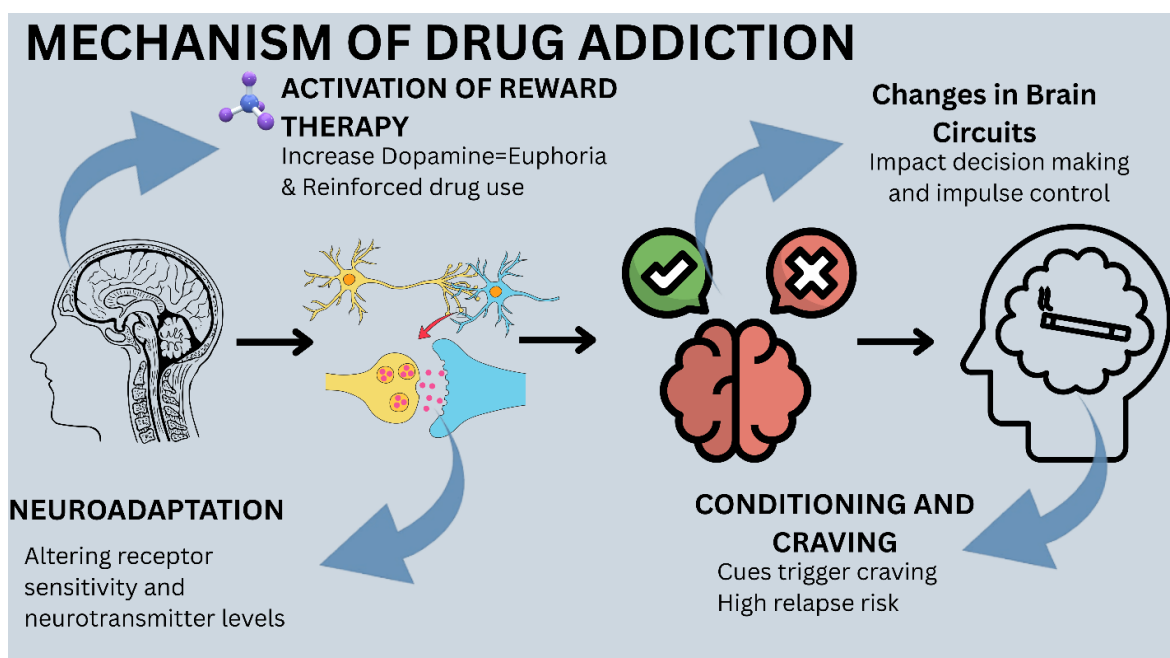 MECHANISM OF DRUG ADDICTION
ACTIVATION OF REWARD
THERAPY
Increase Dopamine=Euphoria
& Reinforced drug use
Changes in Brain
Circuits
Impact decision making
and impulse control
NEUROADAPTATION
Altering receptor
sensitivity and
neurotransmitter levels
CONDITIONING AND
CRAVING
Cues trigger craving
High relapse risk